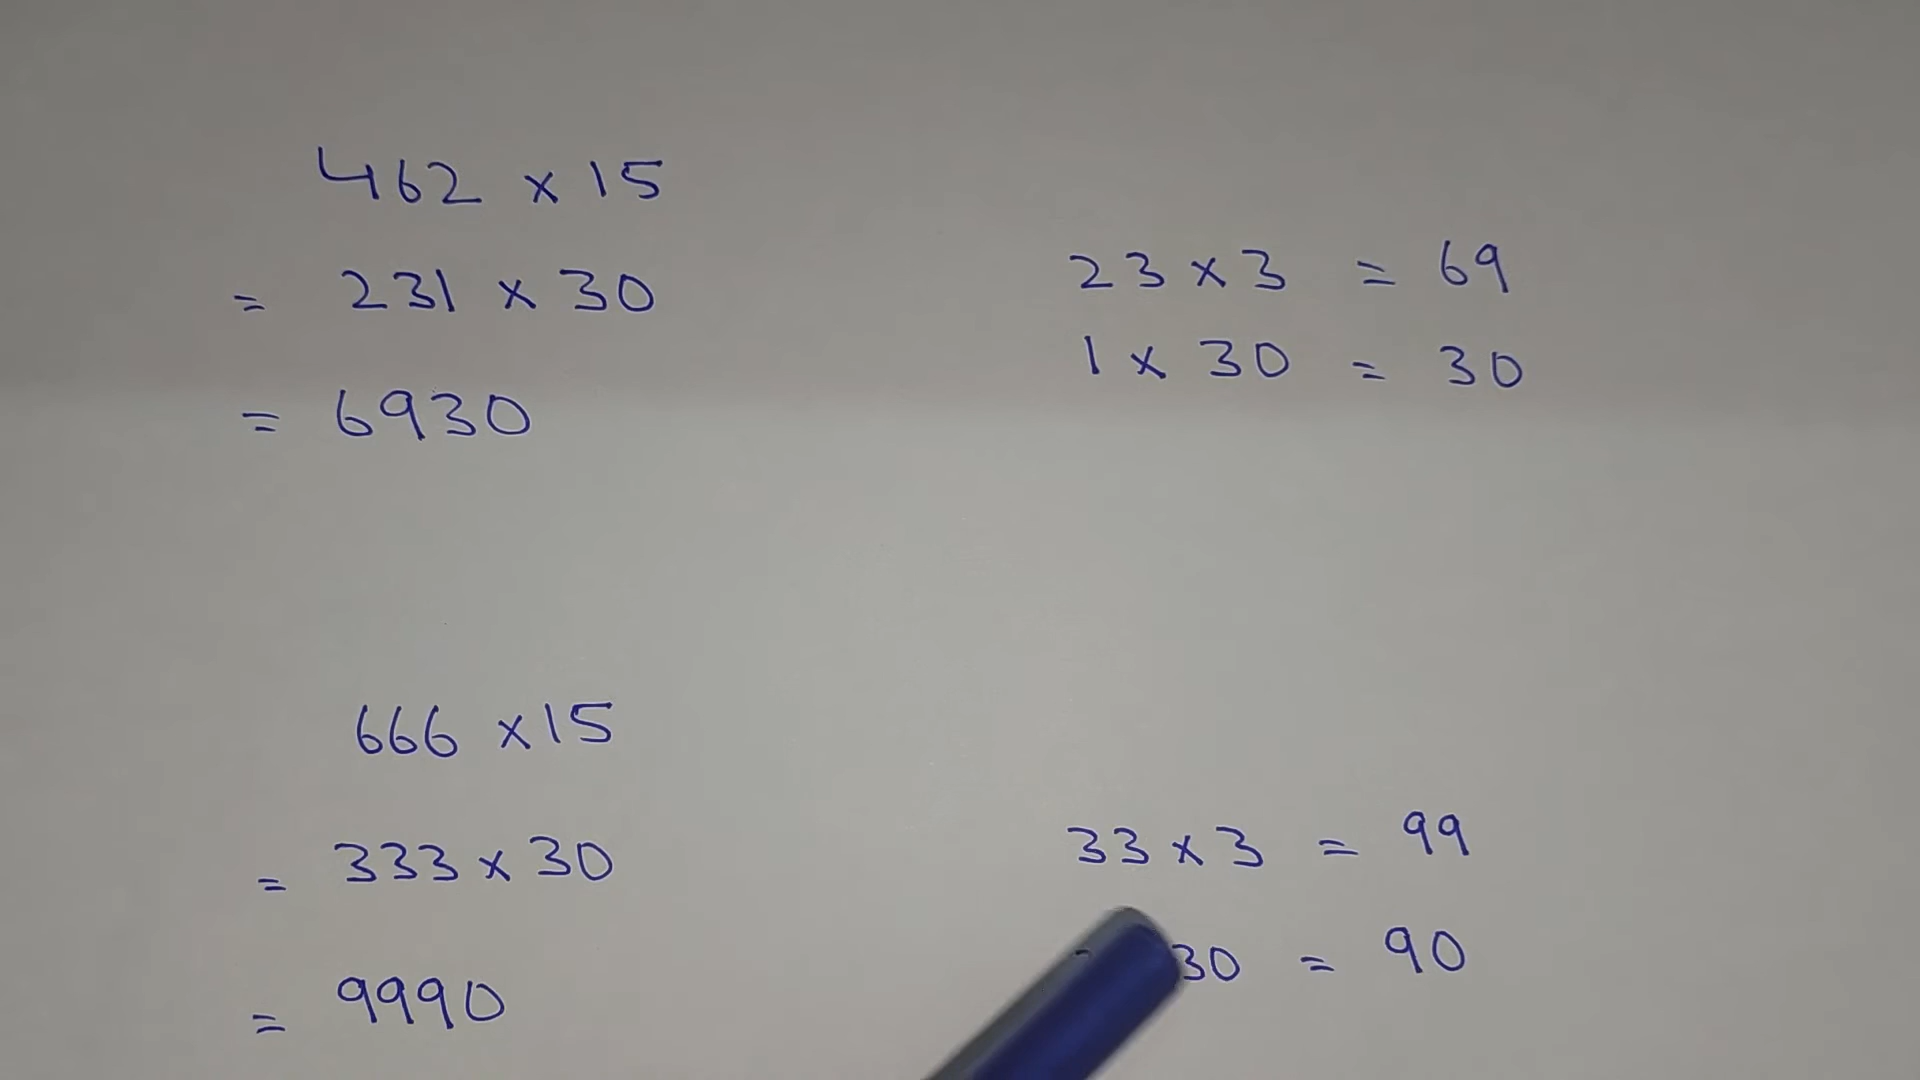 462 x 15
= 231 x 30
= 6930
23 x 3 = 69
1 x 30 = 30
666 x 15
= 333 x 30
= 9990
33 x 3 = 99
30 = 90